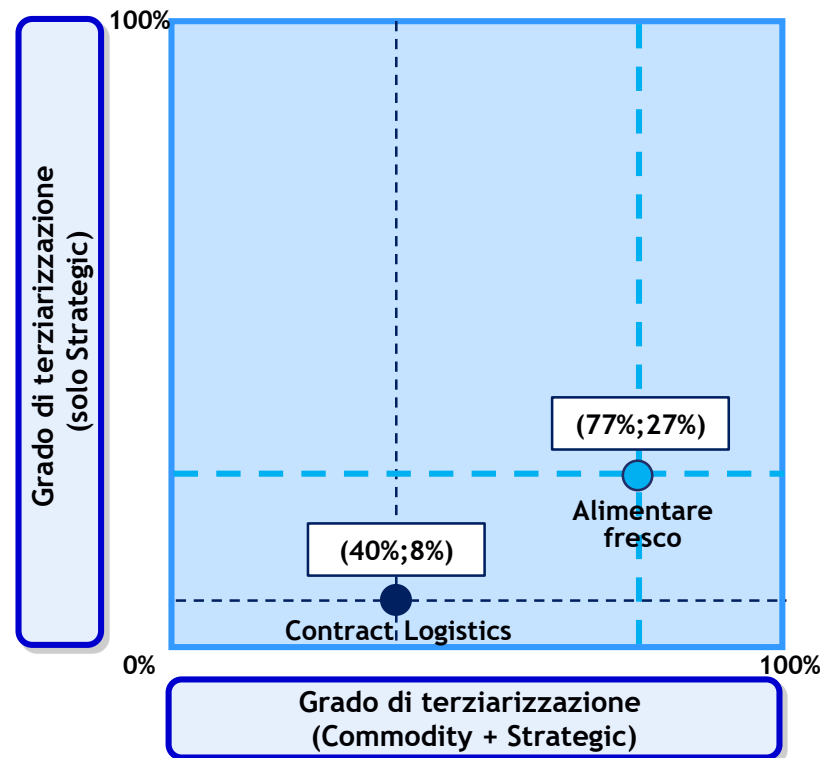 100%
Grado di terziarizzazione
(solo Strategic)
(77%;27%)
Alimentare
fresco
(40%;8%)
Contract Logistics
0%
100%
Grado di terziarizzazione
(Commodity + Strategic)